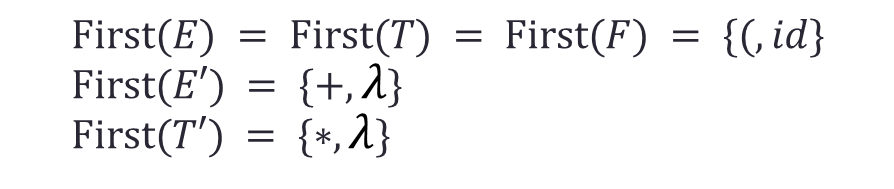 First(E) = First(T) = First(F) = {(, id}
First(E′) = {+, λ}
First(T′) = {∗, λ}